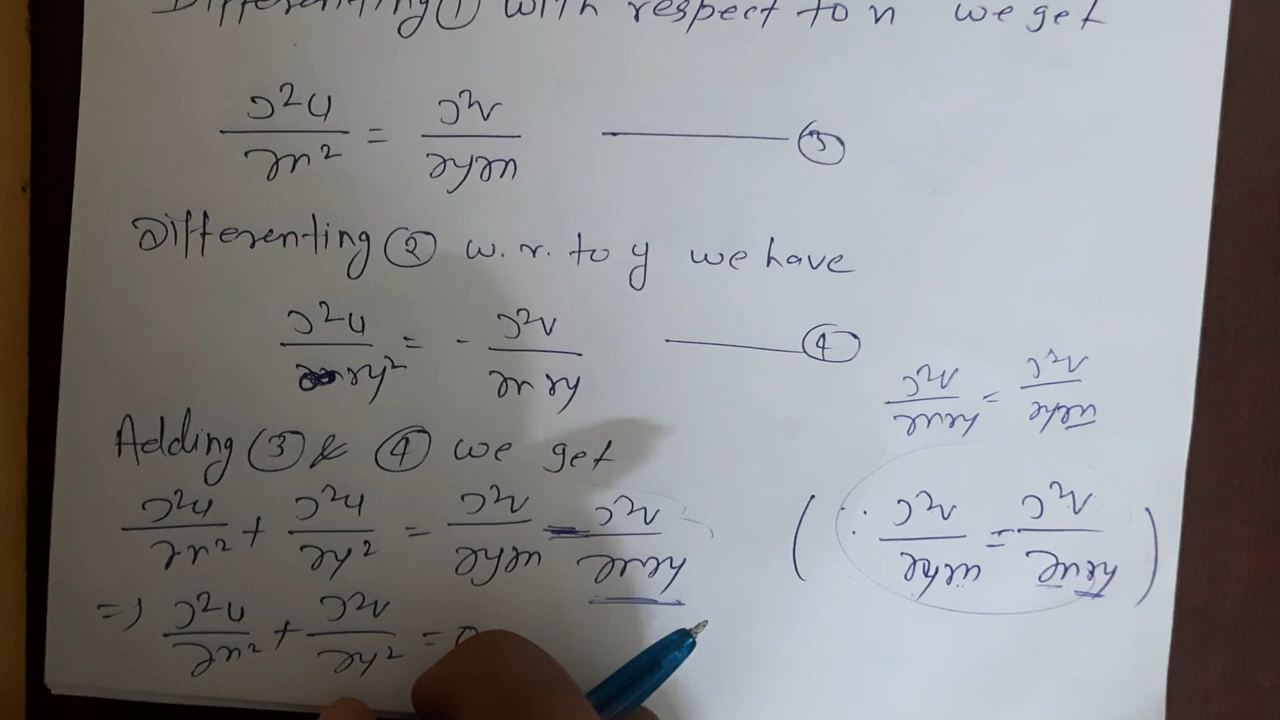 Differenting ① with respect to x we get
∂²u/∂x² = ∂²v/∂y∂x ——— ③
Differenting ② w.r. to y we have
∂²u/∂y² = - ∂²v/∂x∂y ——— ④
∂²v/∂x∂y = ∂²v/∂y∂x
Adding ③ & ④ we get
∂²u/∂x² + ∂²u/∂y² = ∂²v/∂y∂x - ∂²v/∂x∂y (∵ ∂²v/∂y∂x = ∂²v/∂x∂y)
=) ∂²u/∂x² + ∂²v/∂y² = 0